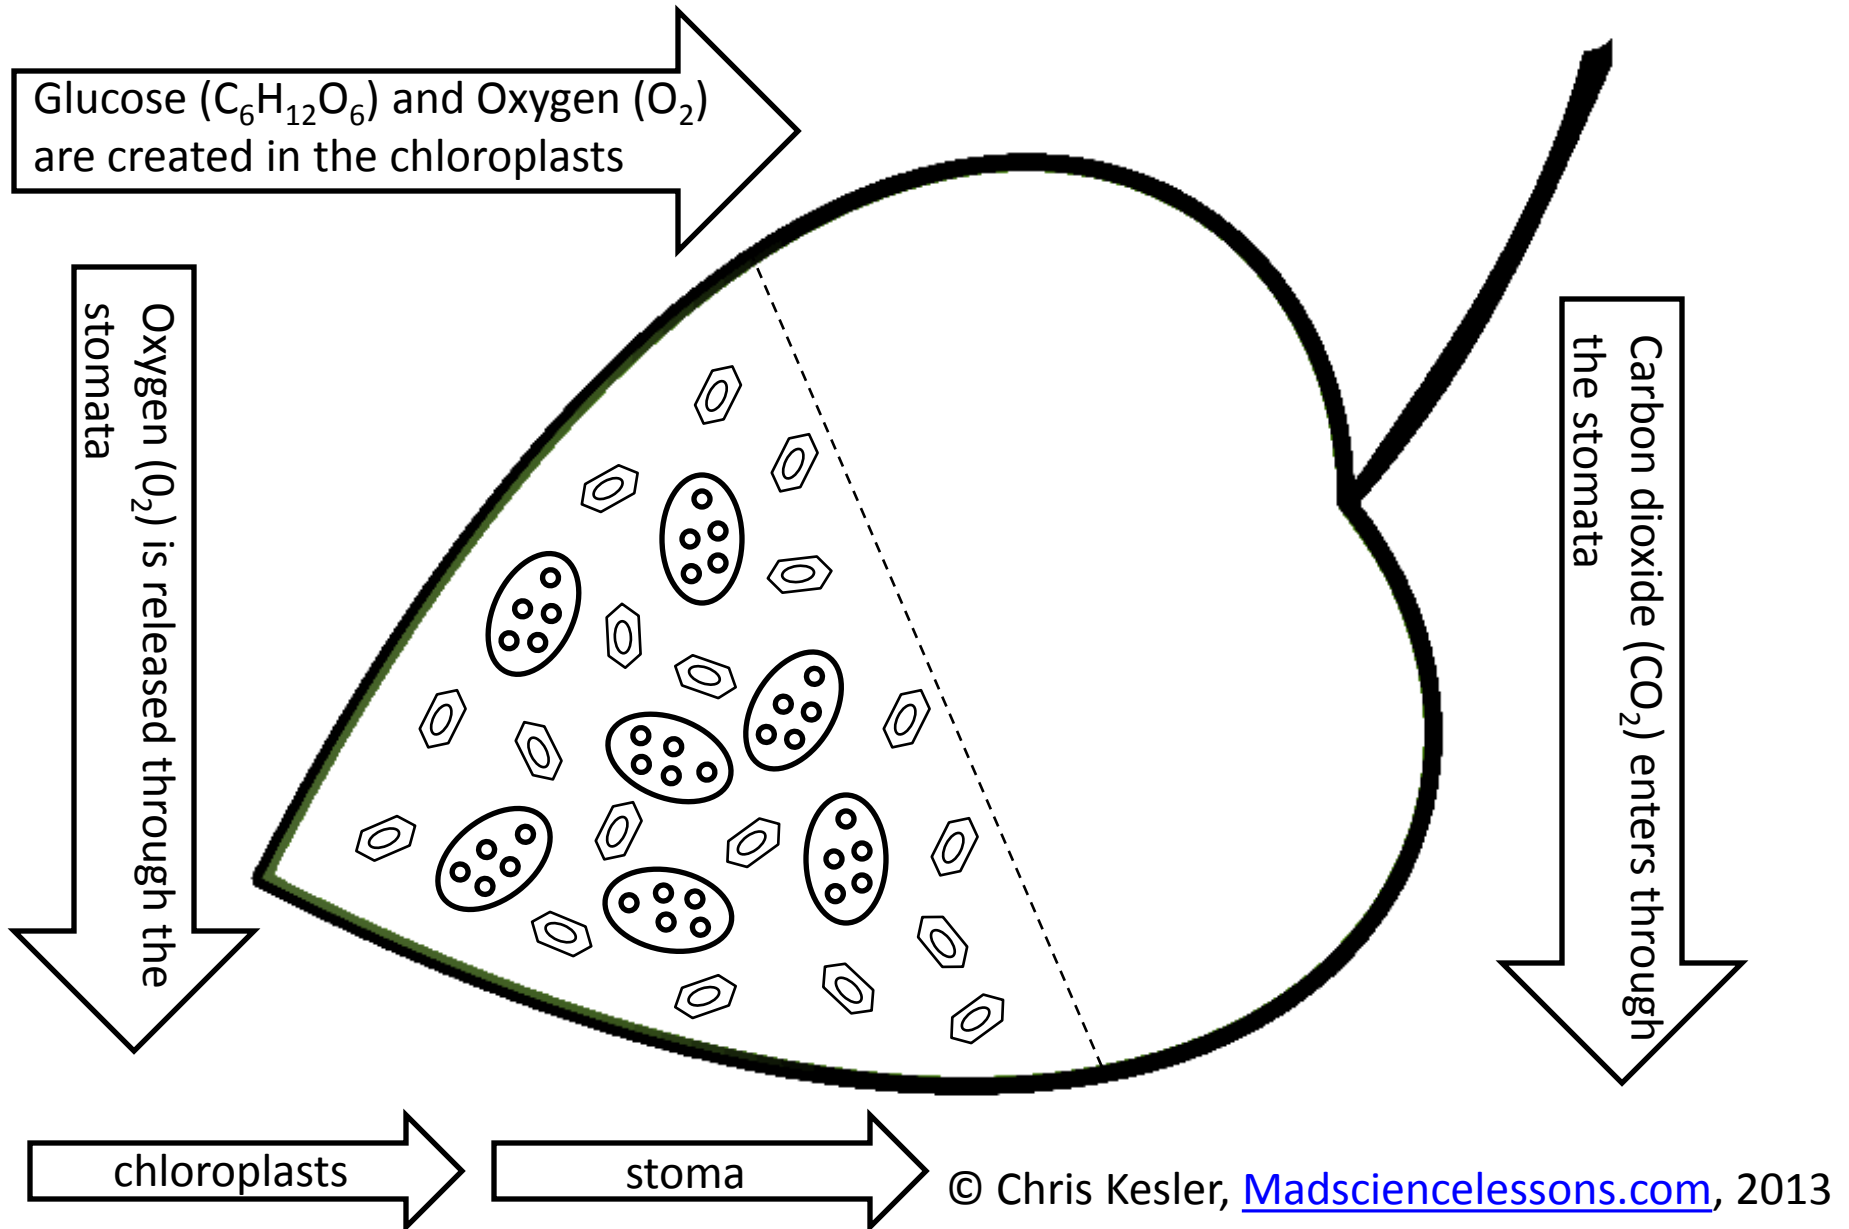 Glucose (C₆H₁₂O₆) and Oxygen (O₂)
are created in the chloroplasts
Oxygen (0₂) is released through the
stomata
Carbon dioxide (CO₂) enters through
the stomata
chloroplasts
stoma
© Chris Kesler, Madsciencelessons.com, 2013